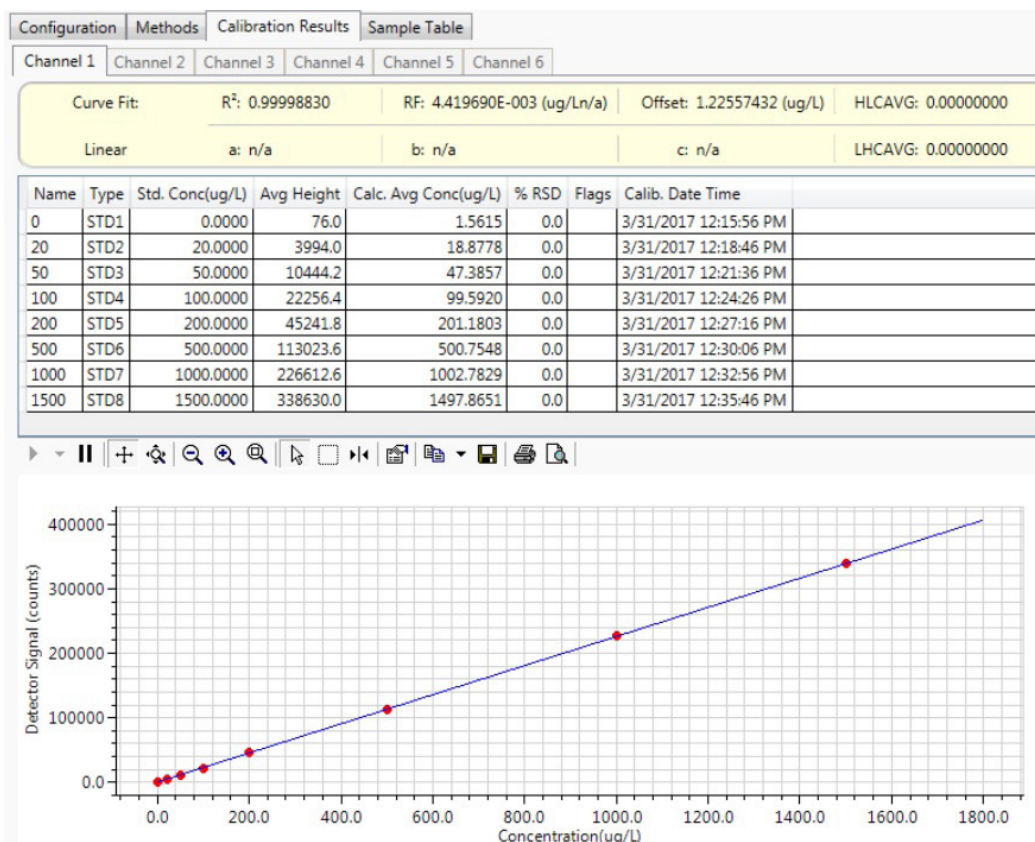 Configuration Methods Calibration Results Sample Table
Channel 1 Channel 2 Channel 3 Channel 4 Channel 5 Channel 6
Curve Fit: R²: 0.99998830 RF: 4.419690E-003 (ug/Ln/a) Offset: 1.22557432 (ug/L) HLCAVG: 0.00000000
Linear a: n/a b: n/a c: n/a LHCAVG: 0.00000000
Name Type Std. Conc(ug/L) Avg Height Calc. Avg Conc(ug/L) % RSD Flags Calib. Date Time
0 STD1 0.0000 76.0 1.5615 0.0 3/31/2017 12:15:56 PM
20 STD2 20.0000 3994.0 18.8778 0.0 3/31/2017 12:18:46 PM
50 STD3 50.0000 10444.2 47.3857 0.0 3/31/2017 12:21:36 PM
100 STD4 100.0000 22256.4 99.5920 0.0 3/31/2017 12:24:26 PM
200 STD5 200.0000 45241.8 201.1803 0.0 3/31/2017 12:27:16 PM
500 STD6 500.0000 113023.6 500.7548 0.0 3/31/2017 12:30:06 PM
1000 STD7 1000.0000 226612.6 1002.7829 0.0 3/31/2017 12:32:56 PM
1500 STD8 1500.0000 338630.0 1497.8651 0.0 3/31/2017 12:35:46 PM
Detector Signal (counts)
400000
300000
200000
100000
0.0
0.0 200.0 400.0 600.0 800.0 1000.0 1200.0 1400.0 1600.0 1800.0
Concentration(ug/L)